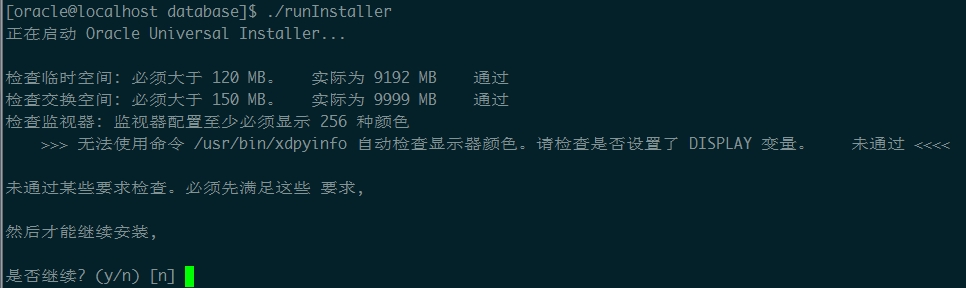 [oracle@localhost database]$ ./runInstaller
正在启动 Oracle Universal Installer...
检查临时空间: 必须大于 120 MB。 实际为 9192 MB 通过
检查交换空间: 必须大于 150 MB。 实际为 9999 MB 通过
检查监视器: 监视器配置至少必须显示 256 种颜色
>>> 无法使用命令 /usr/bin/xdpyinfo 自动检查显示器颜色。请检查是否设置了 DISPLAY 变量。 未通过 <<<<
未通过某些要求检查。必须先满足这些 要求,
然后才能继续安装,
是否继续? (y/n) [n]